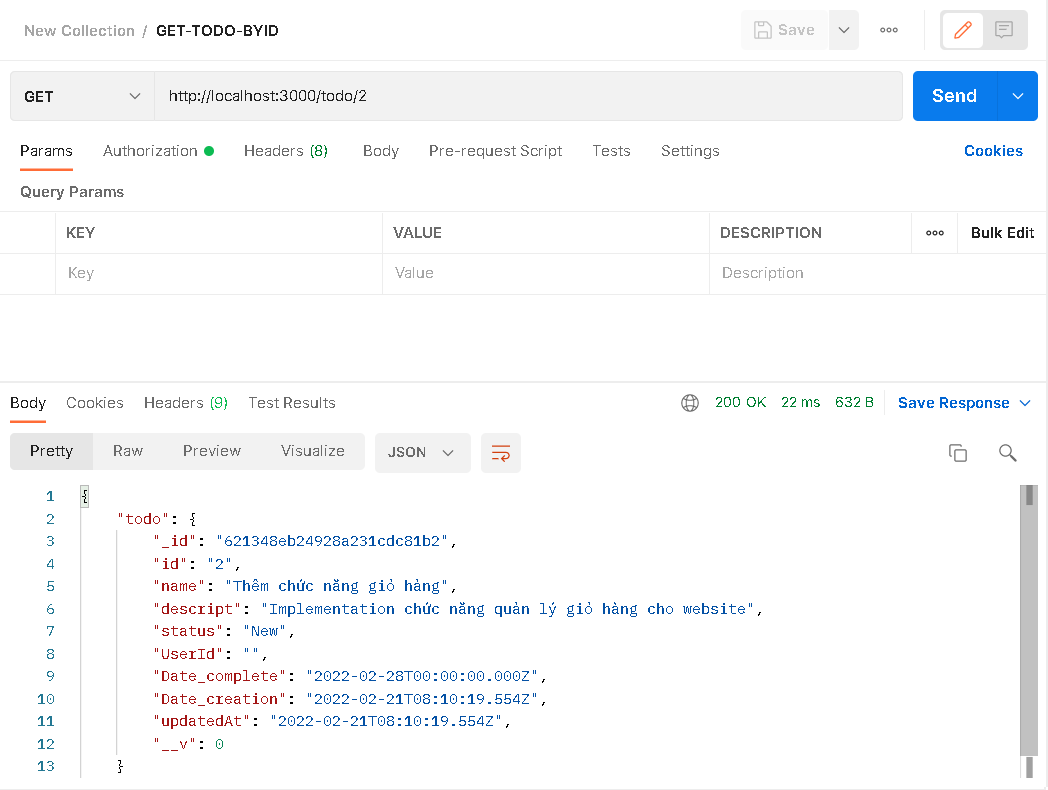 New Collection / GET-TODO-BYID
Save
GET http://localhost:3000/todo/2 Send
Params Authorization Headers (8) Body Pre-request Script Tests Settings Cookies
Query Params
KEY VALUE DESCRIPTION Bulk Edit
Key Value Description
Body Cookies Headers (9) Test Results 200 OK 22 ms 632 B Save Response
Pretty Raw Preview Visualize JSON
1 {
2 "todo": {
3 "_id": "621348eb24928a231cdc81b2",
4 "id": "2",
5 "name": "Thêm chức năng giỏ hàng",
6 "descript": "Implementation chức năng quản lý giỏ hàng cho website",
7 "status": "New",
8 "UserId": "",
9 "Date_complete": "2022-02-28T00:00:00.000Z",
10 "Date_creation": "2022-02-21T08:10:19.554Z",
11 "updatedAt": "2022-02-21T08:10:19.554Z",
12 "__v": 0
13 }